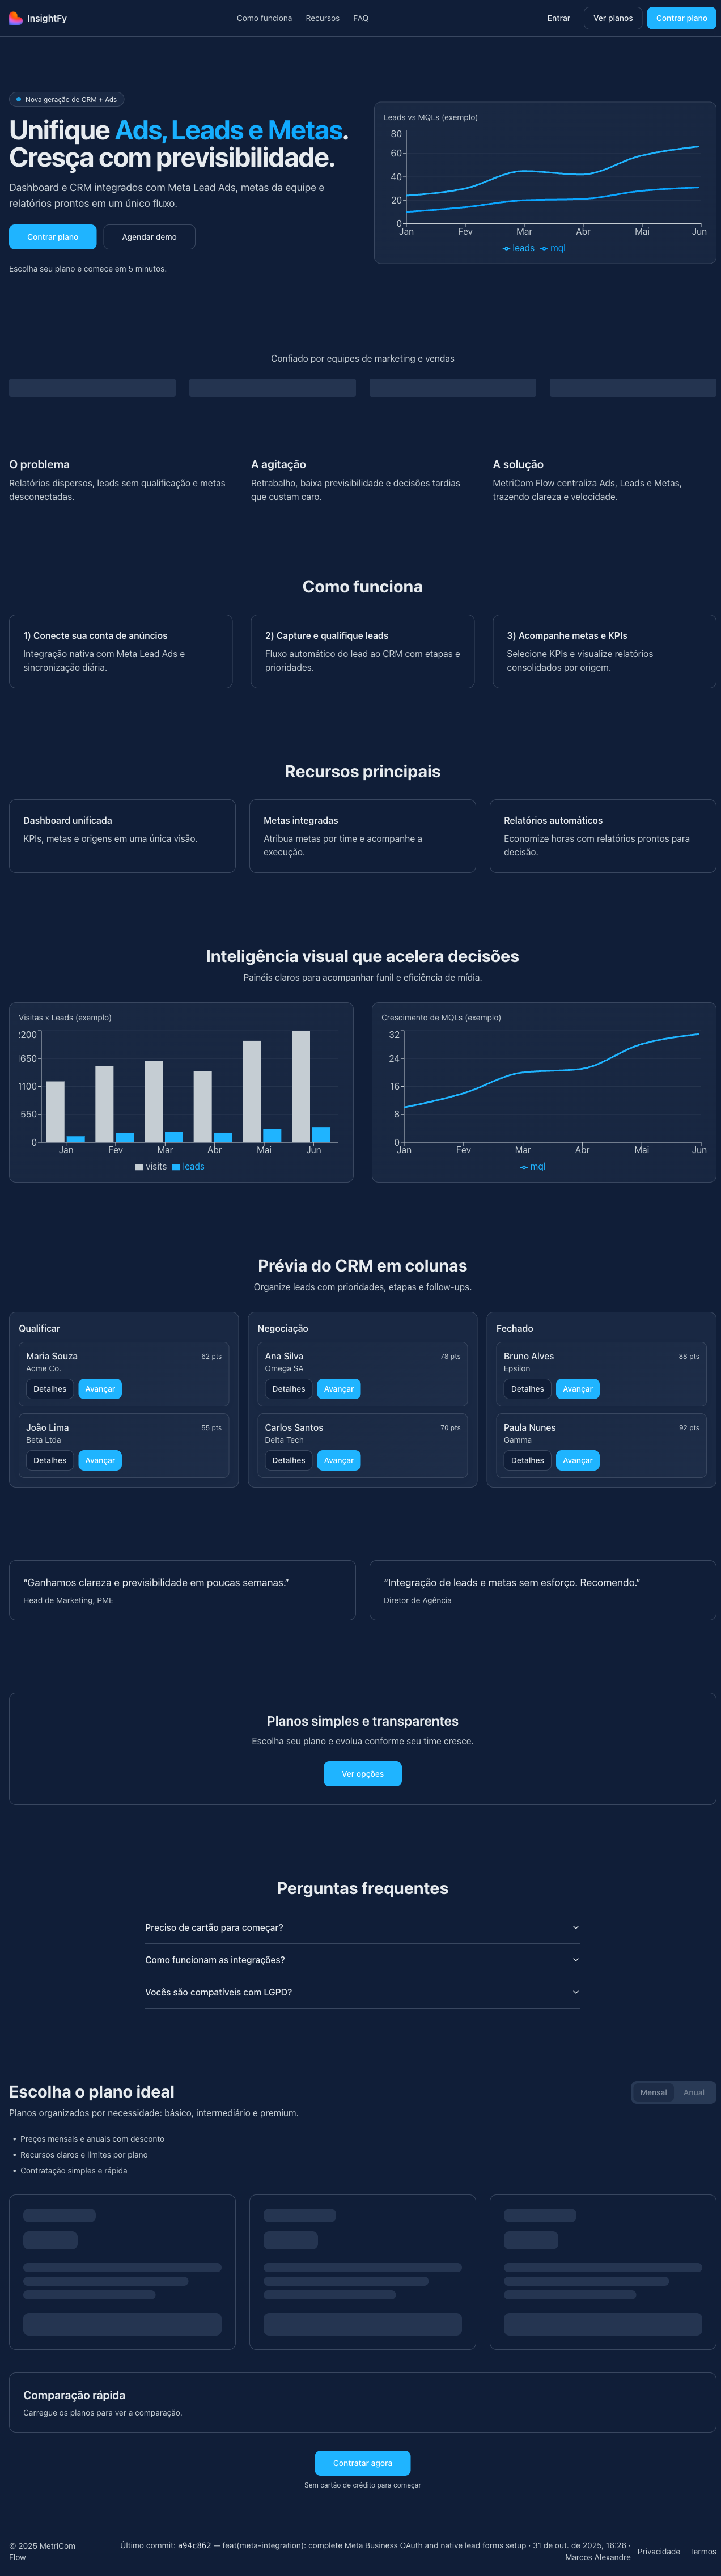 InsightFy
Como funciona
Recursos
FAQ
Entrar
Ver planos
Contrar plano
Nova geração de CRM + Ads
Unifique Ads, Leads e Metas.
Cresça com previsibilidade.
Dashboard e CRM integrados com Meta Lead Ads, metas da equipe e
relatórios prontos em um único fluxo.
Contrar plano
Agendar demo
Escolha seu plano e comece em 5 minutos.
Leads vs MQLs (exemplo)
80
60
40
20
0
Jan Fev Mar Abr Mai Jun
leads mql
Confiado por equipes de marketing e vendas
O problema
Relatórios dispersos, leads sem qualificação e metas
desconectadas.
A agitação
Retrabalho, baixa previsibilidade e decisões tardias
que custam caro.
A solução
MetriCom Flow centraliza Ads, Leads e Metas,
trazendo clareza e velocidade.
Como funciona
1) Conecte sua conta de anúncios
Integração nativa com Meta Lead Ads e
sincronização diária.
2) Capture e qualifique leads
Fluxo automático do lead ao CRM com etapas e
prioridades.
3) Acompanhe metas e KPIs
Selecione KPIs e visualize relatórios
consolidados por origem.
Recursos principais
Dashboard unificada
KPIs, metas e origens em uma única visão.
Metas integradas
Atribua metas por time e acompanhe a
execução.
Relatórios automáticos
Economize horas com relatórios prontos para
decisão.
Inteligência visual que acelera decisões
Painéis claros para acompanhar funil e eficiência de mídia.
Visitas x Leads (exemplo)
2200
1650
1100
550
0
Jan Fev Mar Abr Mai Jun
visits leads
Crescimento de MQLs (exemplo)
32
24
16
8
0
Jan Fev Mar Abr Mai Jun
mql
Prévia do CRM em colunas
Organize leads com prioridades, etapas e follow-ups.
Qualificar
Maria Souza 62 pts
Acme Co.
Detalhes Avançar
João Lima 55 pts
Beta Ltda
Detalhes Avançar
Negociação
Ana Silva 78 pts
Omega SA
Detalhes Avançar
Carlos Santos 70 pts
Delta Tech
Detalhes Avançar
Fechado
Bruno Alves 88 pts
Epsilon
Detalhes Avançar
Paula Nunes 92 pts
Gamma
Detalhes Avançar
“Ganhamos clareza e previsibilidade em poucas semanas.”
Head de Marketing, PME
“Integração de leads e metas sem esforço. Recomendo.”
Diretor de Agência
Planos simples e transparentes
Escolha seu plano e evolua conforme seu time cresce.
Ver opções
Perguntas frequentes
Preciso de cartão para começar?
Como funcionam as integrações?
Vocês são compatíveis com LGPD?
Escolha o plano ideal
Mensal Anual
Planos organizados por necessidade: básico, intermediário e premium.
• Preços mensais e anuais com desconto
• Recursos claros e limites por plano
• Contratação simples e rápida
Comparação rápida
Carregue os planos para ver a comparação.
Contratar agora
Sem cartão de crédito para começar
© 2025 MetriCom
Flow
Último commit: a94c862 — feat(meta-integration): complete Meta Business OAuth and native lead forms setup · 31 de out. de 2025, 16:26 ·
Marcos Alexandre
Privacidade
Termos